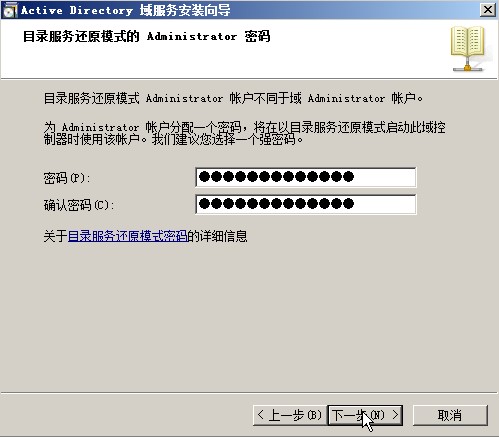 Active Directory 域服务安装向导
目录服务还原模式的 Administrator 密码
目录服务还原模式 Administrator 帐户不同于域 Administrator 帐户。
为 Administrator 帐户分配一个密码，将在以目录服务还原模式启动此域控
制器时使用该帐户。我们建议您选择一个强密码。
密码(P):
确认密码(C):
关于目录服务还原模式密码的详细信息
< 上一步(B) 下一步(N) > 取消